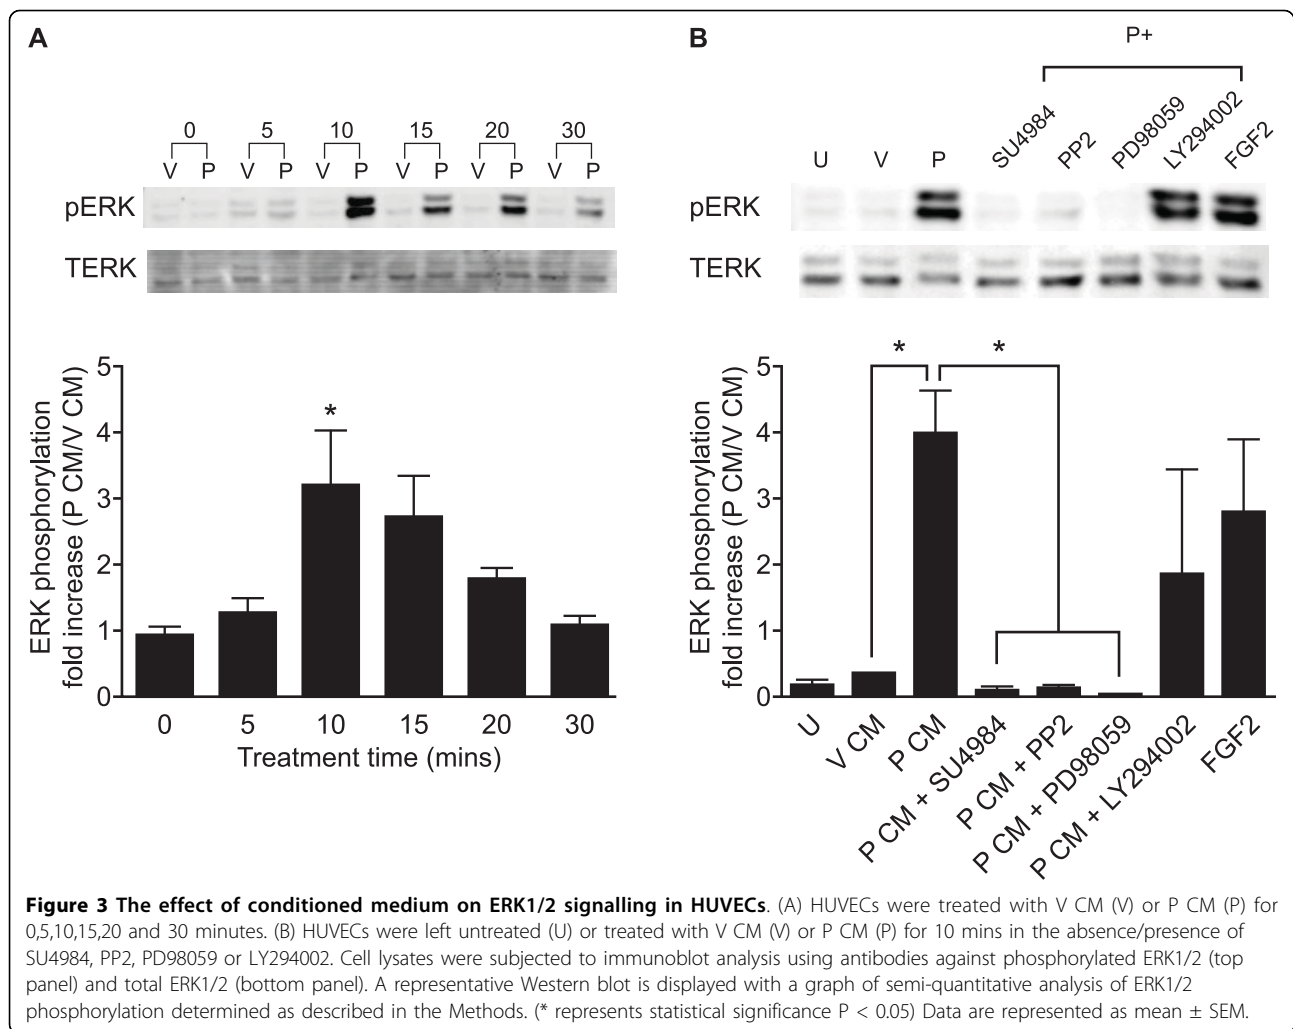 A
0 5 10 15 20 30
V P V P V P V P V P V P
pERK
TERK
ERK phosphorylation
fold increase (P CM/V CM)
5
4
3
2
1
0
*
0 5 10 15 20 30
Treatment time (mins)
B
P+
U V P SU4984 PP2 PD98059 LY294002 FGF2
pERK
TERK
ERK phosphorylation
fold increase (P CM/V CM)
5
4
3
2
1
0
* *
U
V CM
P CM
P CM + SU4984
P CM + PP2
P CM + PD98059
P CM + LY294002
FGF2
Figure 3 The effect of conditioned medium on ERK1/2 signalling in HUVECs. (A) HUVECs were treated with V CM (V) or P CM (P) for
0,5,10,15,20 and 30 minutes. (B) HUVECs were left untreated (U) or treated with V CM (V) or P CM (P) for 10 mins in the absence/presence of
SU4984, PP2, PD98059 or LY294002. Cell lysates were subjected to immunoblot analysis using antibodies against phosphorylated ERK1/2 (top
panel) and total ERK1/2 (bottom panel). A representative Western blot is displayed with a graph of semi-quantitative analysis of ERK1/2
phosphorylation determined as described in the Methods. (* represents statistical significance P < 0.05) Data are represented as mean ± SEM.